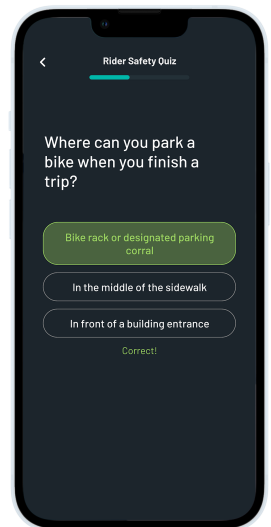 Rider Safety Quiz
Where can you park a
bike when you finish a
trip?
Bike rack or designated parking
corral
In the middle of the sidewalk
In front of a building entrance
Correct!